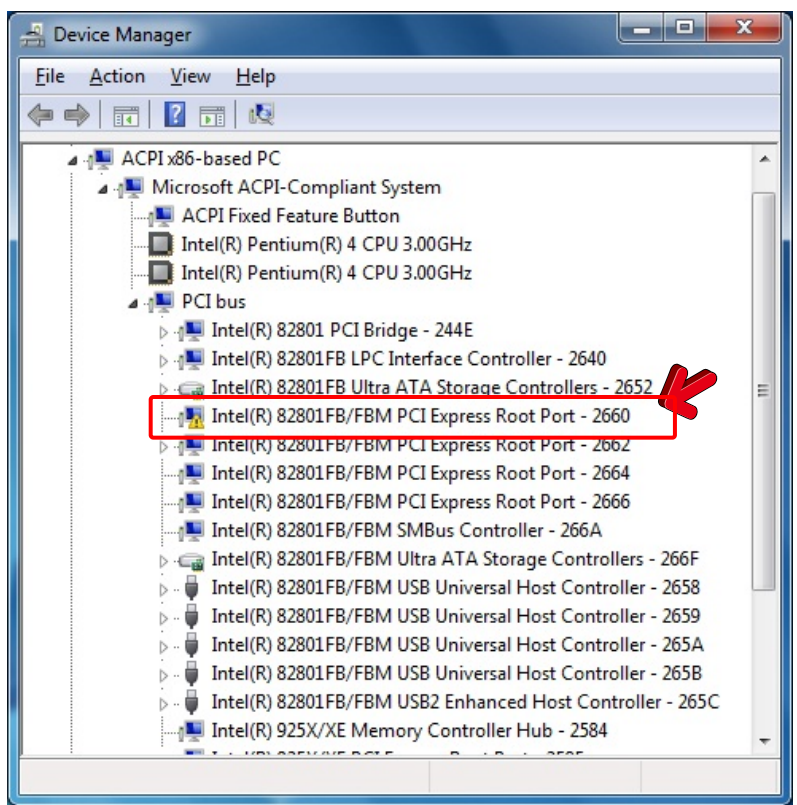 Device Manager
File Action View Help
ACPI x86-based PC
Microsoft ACPI-Compliant System
ACPI Fixed Feature Button
Intel(R) Pentium(R) 4 CPU 3.00GHz
Intel(R) Pentium(R) 4 CPU 3.00GHz
PCI bus
Intel(R) 82801 PCI Bridge - 244E
Intel(R) 82801FB LPC Interface Controller - 2640
Intel(R) 82801FB Ultra ATA Storage Controllers - 2652
Intel(R) 82801FB/FBM PCI Express Root Port - 2660
Intel(R) 82801FB/FBM PCI Express Root Port - 2662
Intel(R) 82801FB/FBM PCI Express Root Port - 2664
Intel(R) 82801FB/FBM PCI Express Root Port - 2666
Intel(R) 82801FB/FBM SMBus Controller - 266A
Intel(R) 82801FB/FBM Ultra ATA Storage Controllers - 266F
Intel(R) 82801FB/FBM USB Universal Host Controller - 2658
Intel(R) 82801FB/FBM USB Universal Host Controller - 2659
Intel(R) 82801FB/FBM USB Universal Host Controller - 265A
Intel(R) 82801FB/FBM USB Universal Host Controller - 265B
Intel(R) 82801FB/FBM USB2 Enhanced Host Controller - 265C
Intel(R) 925X/XE Memory Controller Hub - 2584